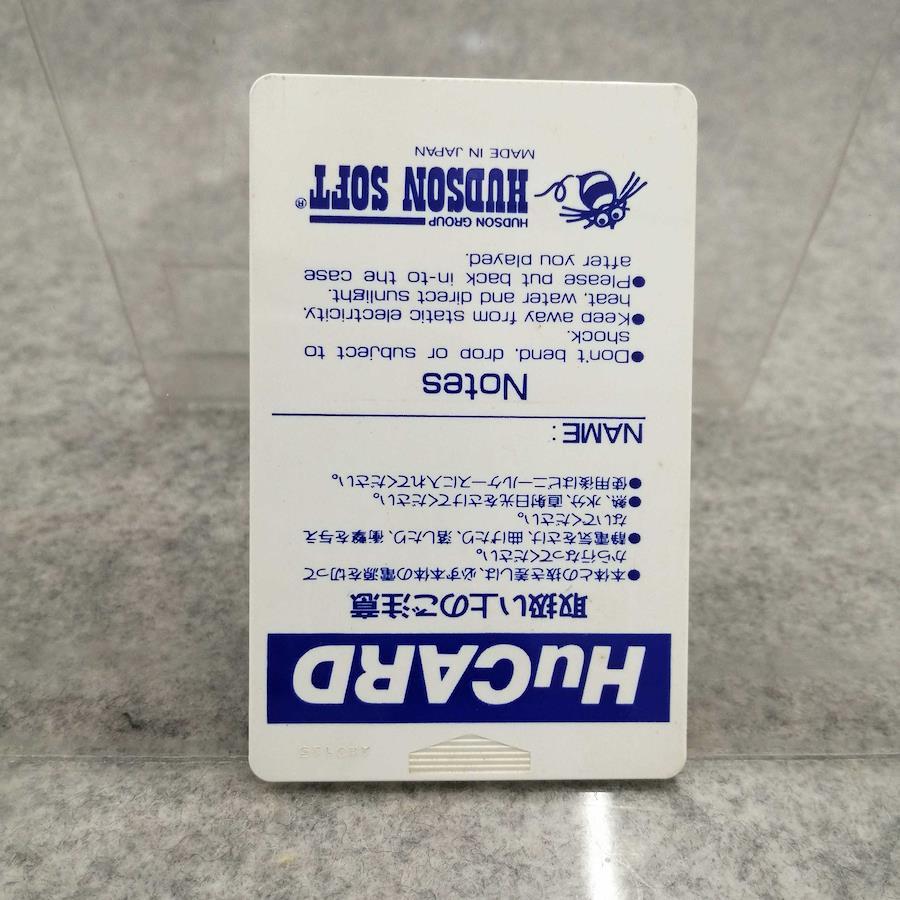 HuCARD
取扱い上のご注意
●本体との抜き差しは、必ず本体の電源を切って
から行なってください。
●静電気をさけ、曲げたり、落したり、衝撃を与え
ないでください。
●熱、水分、直射日光をさけてください。
●使用後はビニールケースに入れてください。
NAME:
Notes
●Don't bend, drop or subject to
shock.
●Keep away from static electricity,
heat, water and direct sunlight.
●Please put back in-to the case
after you played.
HUDSON GROUP
HUDSON SOFT®
MADE IN JAPAN